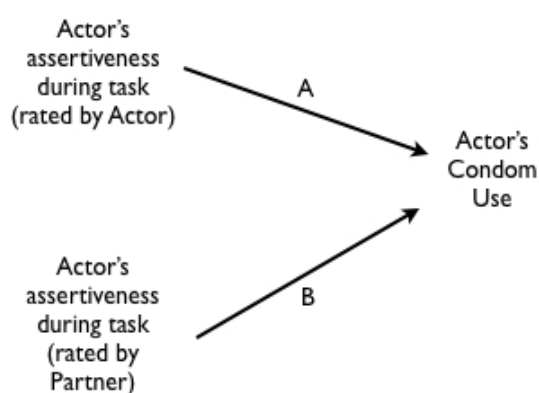 Actor's
assertiveness
during task
(rated by Actor)
A
Actor's
Condom
Use
Actor's
assertiveness
during task
(rated by
Partner)
B